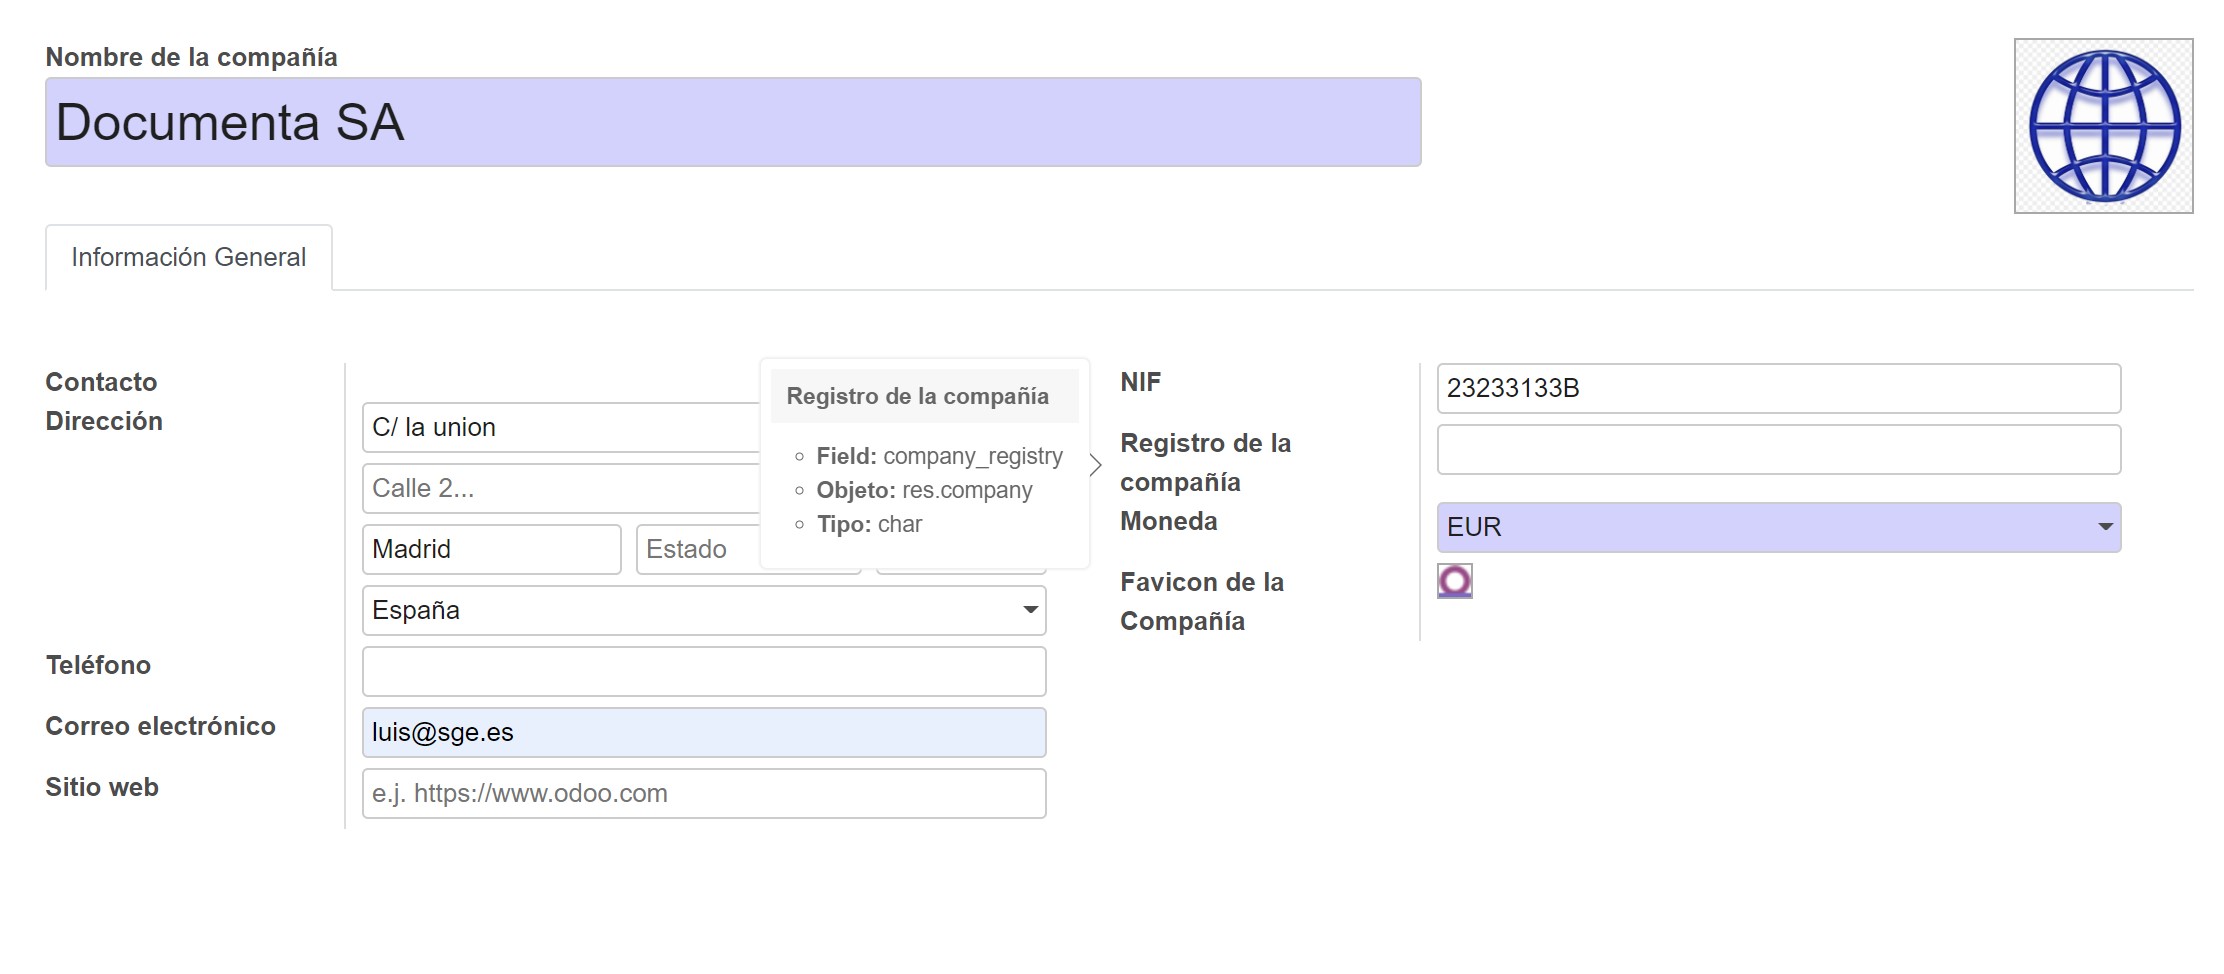 Nombre de la compañía
Documenta SA
Información General
Contacto
Dirección
C/ la union
Calle 2...
Madrid
Estado
España
Teléfono
Correo electrónico
luis@sge.es
Sitio web
e.j. https://www.odoo.com
Registro de la compañía
Field: company_registry
Objeto: res.company
Tipo: char
NIF
23233133B
Registro de la
compañía
Moneda
EUR
Favicon de la
Compañía